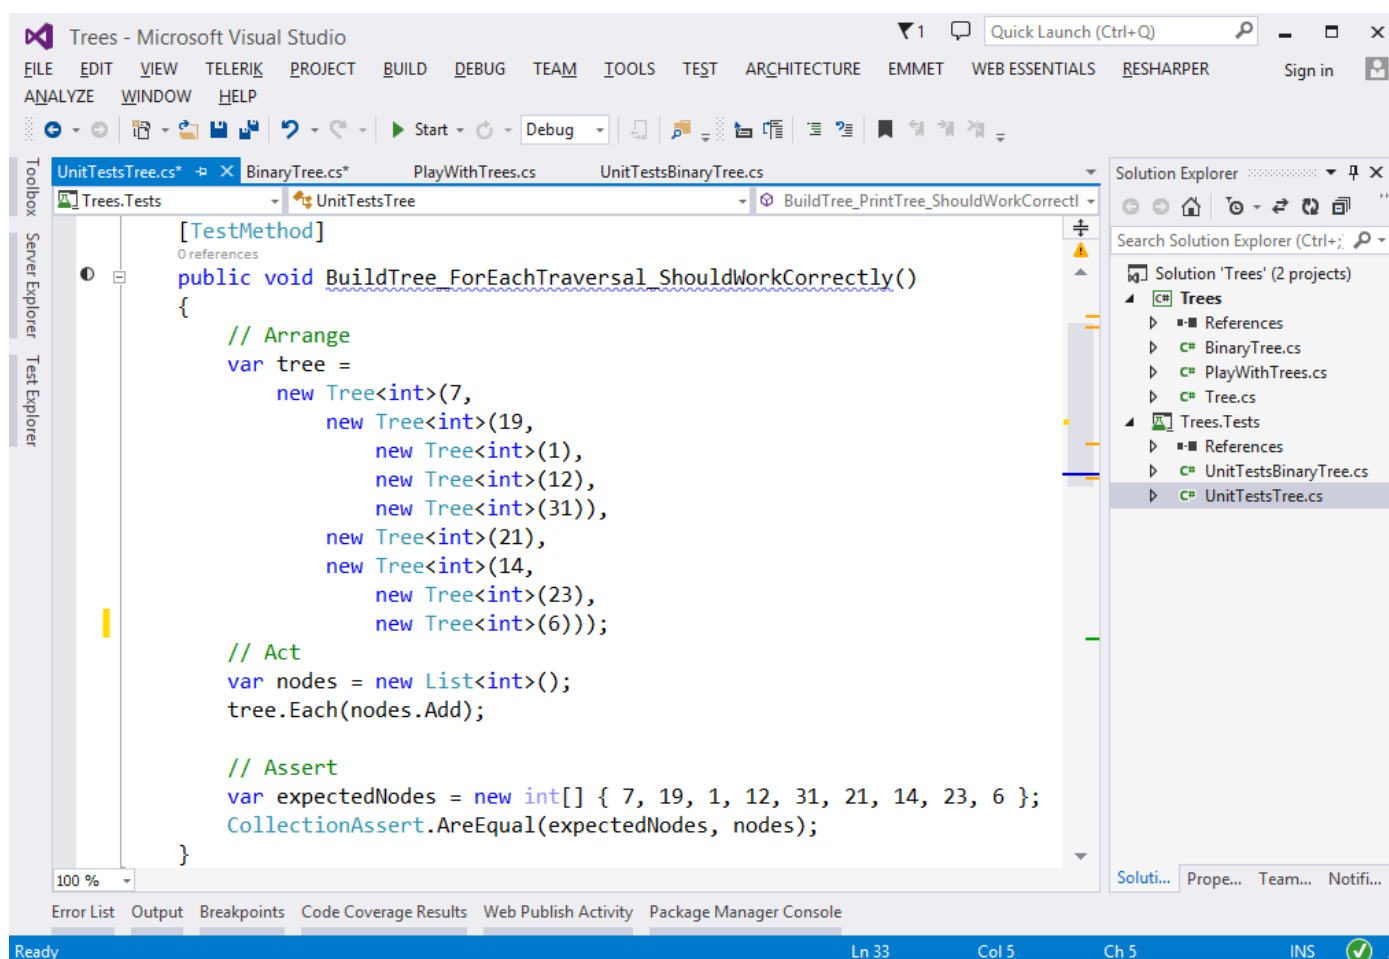 Trees - Microsoft Visual Studio
1
Quick Launch (Ctrl+Q)
FILE EDIT VIEW TELERIK PROJECT BUILD DEBUG TEAM TOOLS TEST ARCHITECTURE EMMET WEB ESSENTIALS RESHARPER Sign in
ANALYZE WINDOW HELP
Start Debug
Toolbox
Server Explorer
Test Explorer
UnitTestsTree.cs* BinaryTree.cs* PlayWithTrees.cs UnitTestsBinaryTree.cs
Trees.Tests UnitTestsTree BuildTree_PrintTree_ShouldWorkCorrectl
[TestMethod]
0 references
public void BuildTree_ForEachTraversal_ShouldWorkCorrectly()
{
// Arrange
var tree =
new Tree<int>(7,
new Tree<int>(19,
new Tree<int>(1),
new Tree<int>(12),
new Tree<int>(31)),
new Tree<int>(21),
new Tree<int>(14,
new Tree<int>(23),
new Tree<int>(6)));
// Act
var nodes = new List<int>();
tree.Each(nodes.Add);
// Assert
var expectedNodes = new int[] { 7, 19, 1, 12, 31, 21, 14, 23, 6 };
CollectionAssert.AreEqual(expectedNodes, nodes);
}
100 %
Solution Explorer
Search Solution Explorer (Ctrl+;
Solution 'Trees' (2 projects)
C# Trees
References
C# BinaryTree.cs
C# PlayWithTrees.cs
C# Tree.cs
Trees.Tests
References
C# UnitTestsBinaryTree.cs
C# UnitTestsTree.cs
Soluti... Prope... Team... Notifi...
Error List Output Breakpoints Code Coverage Results Web Publish Activity Package Manager Console
Ready Ln 33 Col 5 Ch 5 INS